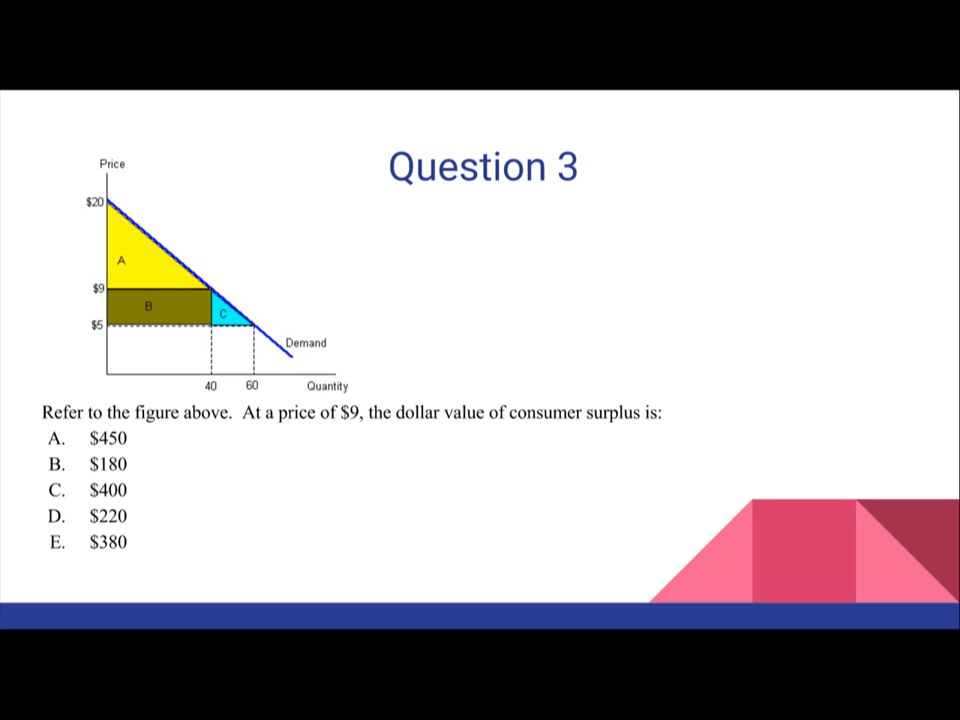 Question 3
Price
$20
A
$9
B
C
$5
Demand
40 60 Quantity
Refer to the figure above. At a price of $9, the dollar value of consumer surplus is:
A. $450
B. $180
C. $400
D. $220
E. $380